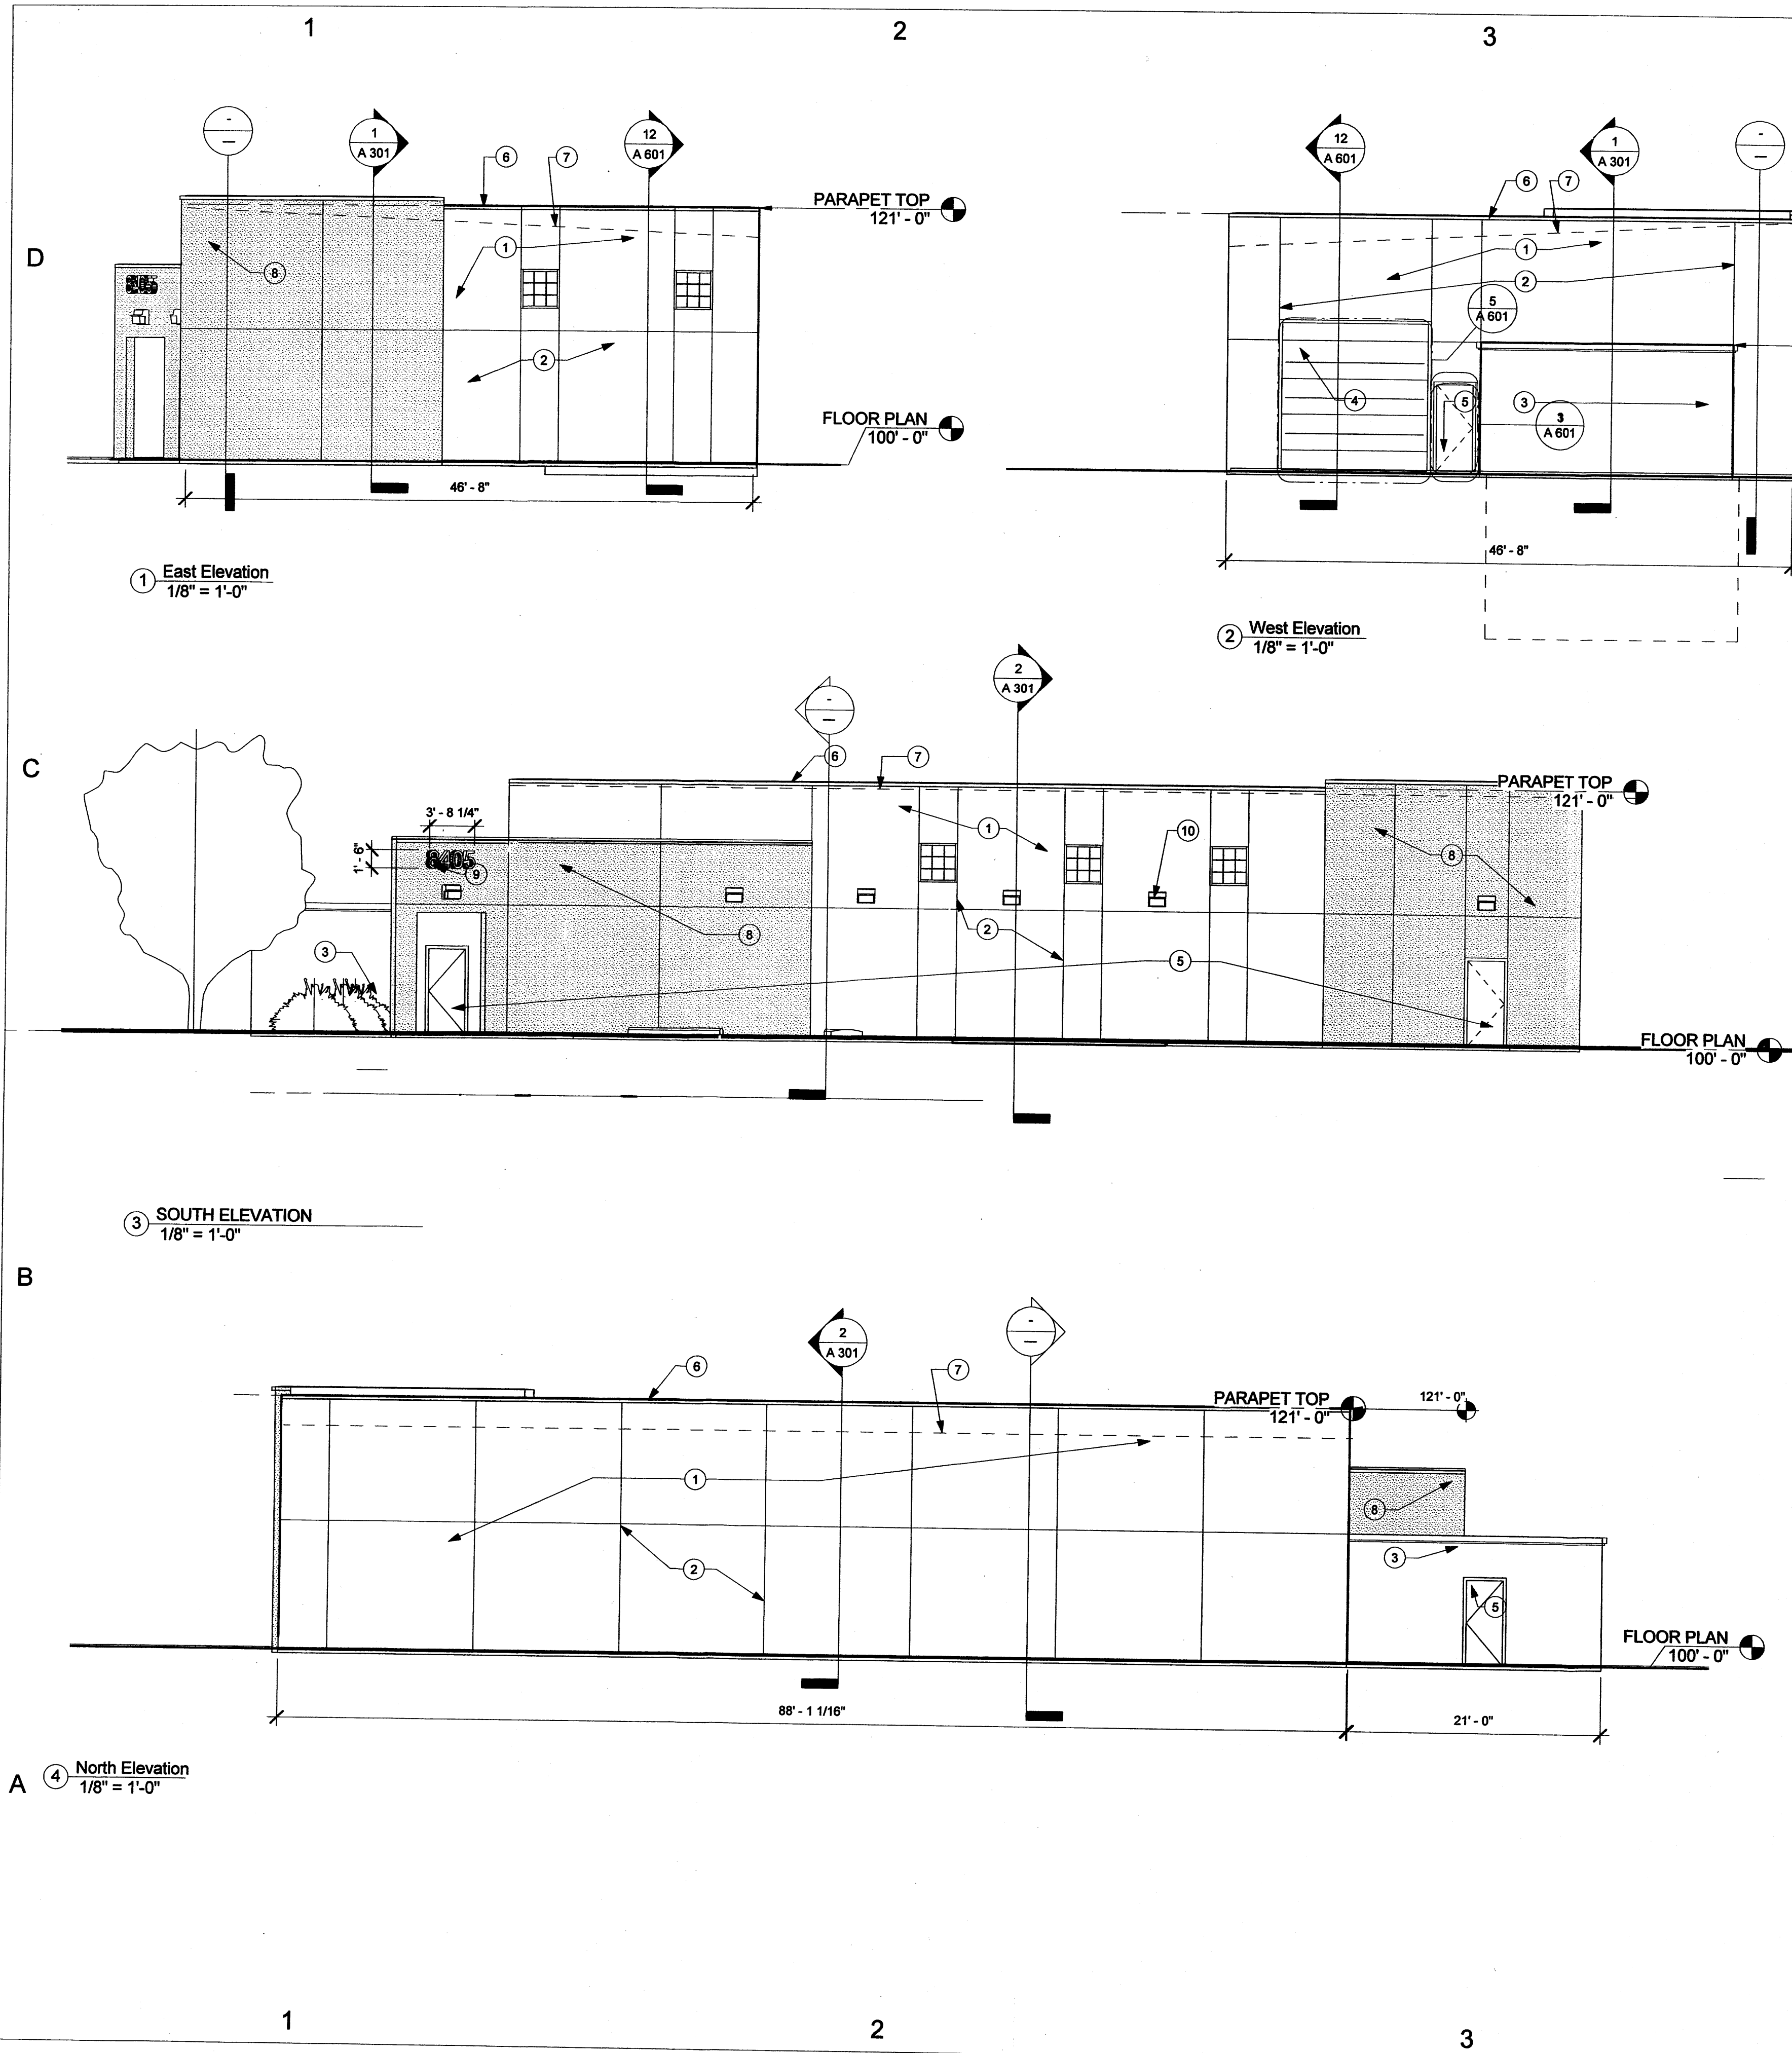 1
2
3
D
-
—
1
A 301
12
A 601
6
7
PARAPET TOP
121' - 0"
1
8
8405
2
FLOOR PLAN
100' - 0"
46' - 8"
1
East Elevation
1/8" = 1'-0"
12
A 601
1
A 301
-
—
6
7
1
2
5
A 601
4
5
3
3
A 601
46' - 8"
2
West Elevation
1/8" = 1'-0"
C
-
—
2
A 301
6
7
PARAPET TOP
121' - 0"
3' - 8 1/4"
1' - 6"
8405
9
1
10
8
8
2
3
5
FLOOR PLAN
100' - 0"
3
SOUTH ELEVATION
1/8" = 1'-0"
B
2
A 301
-
—
6
7
PARAPET TOP
121' - 0"
121' - 0"
1
8
2
3
5
FLOOR PLAN
100' - 0"
88' - 1 1/16"
21' - 0"
A
4
North Elevation
1/8" = 1'-0"
1
2
3